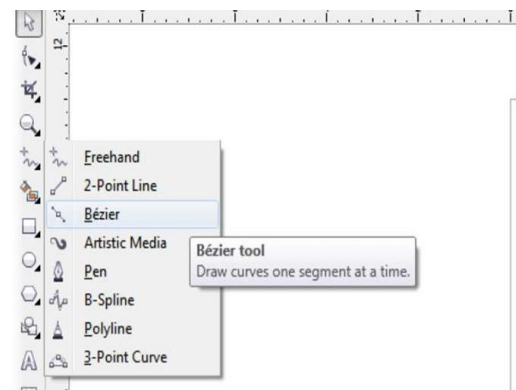 12
Freehand
2-Point Line
Bézier
Artistic Media
Bézier tool
Draw curves one segment at a time.
Pen
B-Spline
Polyline
3-Point Curve